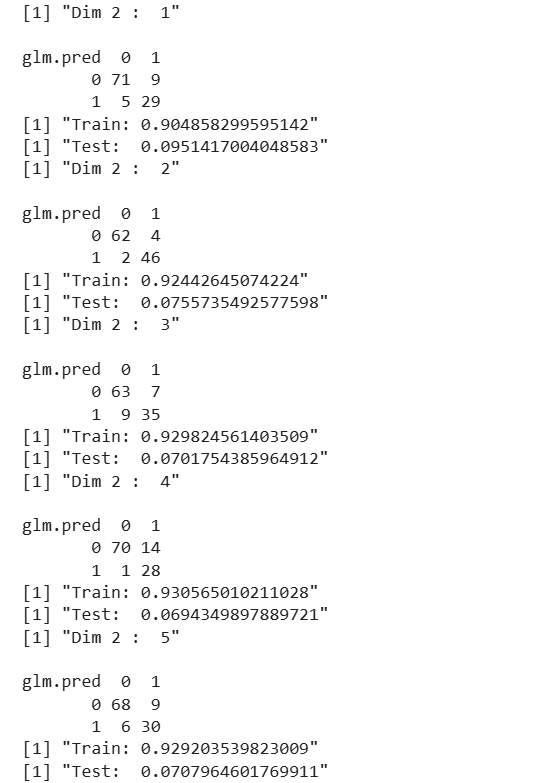 [1] "Dim 2 :  1"
glm.pred  0  1
       0 71  9
       1  5 29
[1] "Train: 0.904858299595142"
[1] "Test:  0.0951417004048583"
[1] "Dim 2 :  2"
glm.pred  0  1
       0 62  4
       1  2 46
[1] "Train: 0.92442645074224"
[1] "Test:  0.0755735492577598"
[1] "Dim 2 :  3"
glm.pred  0  1
       0 63  7
       1  9 35
[1] "Train: 0.929824561403509"
[1] "Test:  0.0701754385964912"
[1] "Dim 2 :  4"
glm.pred  0  1
       0 70 14
       1  1 28
[1] "Train: 0.930565010211028"
[1] "Test:  0.0694349897889721"
[1] "Dim 2 :  5"
glm.pred  0  1
       0 68  9
       1  6 30
[1] "Train: 0.929203539823009"
[1] "Test:  0.0707964601769911"